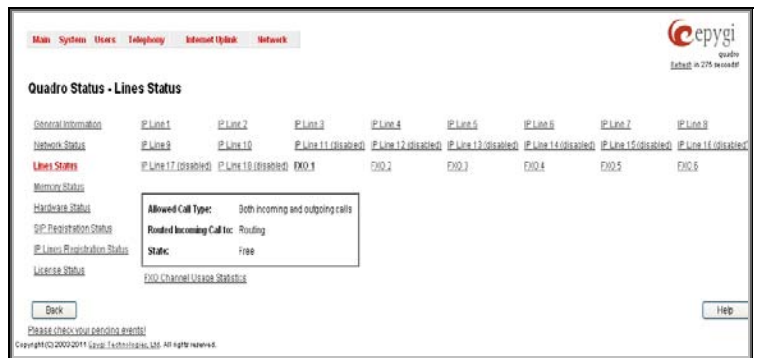 Main System Users Telephony Internet Uplink Network
epygi
quadro
Refresh in 275 seconds!
Quadro Status - Lines Status
General Information IP Line 1 IP Line 2 IP Line 3 IP Line 4 IP Line 5 IP Line 6 IP Line 7 IP Line 8
Network Status IP Line 9 IP Line 10 IP Line 11 (disabled) IP Line 12 (disabled) IP Line 13 (disabled) IP Line 14 (disabled) IP Line 15 (disabled) IP Line 16 (disabled)
Lines Status IP Line 17 (disabled) IP Line 18 (disabled) FXO 1 FXO 2 FXO 3 FXO 4 FXO 5 FXO 6
Memory Status
Hardware Status
SIP Registration Status
IP Lines Registration Status
License Status
Allowed Call Type: Both incoming and outgoing calls
Routed Incoming Call to: Routing
State: Free
FXO Channel Usage Statistics
Back
Help
Please check your pending events!
Copyright (C) 2003-2011 Epygi Technologies, Ltd. All rights reserved.